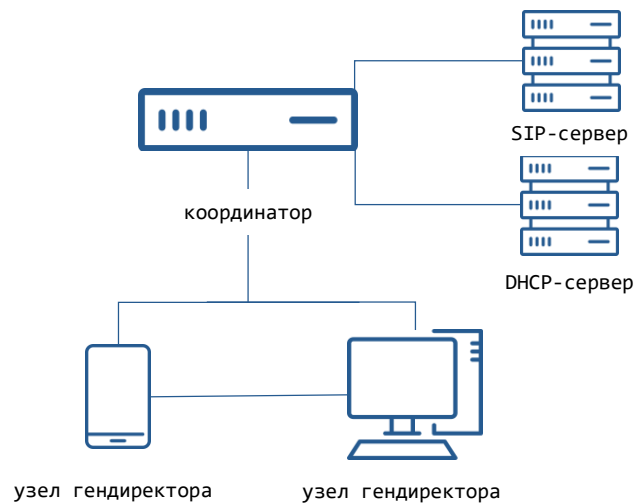 SIP-сервер
координатор
DHCP-сервер
узел гендиректора
узел гендиректора